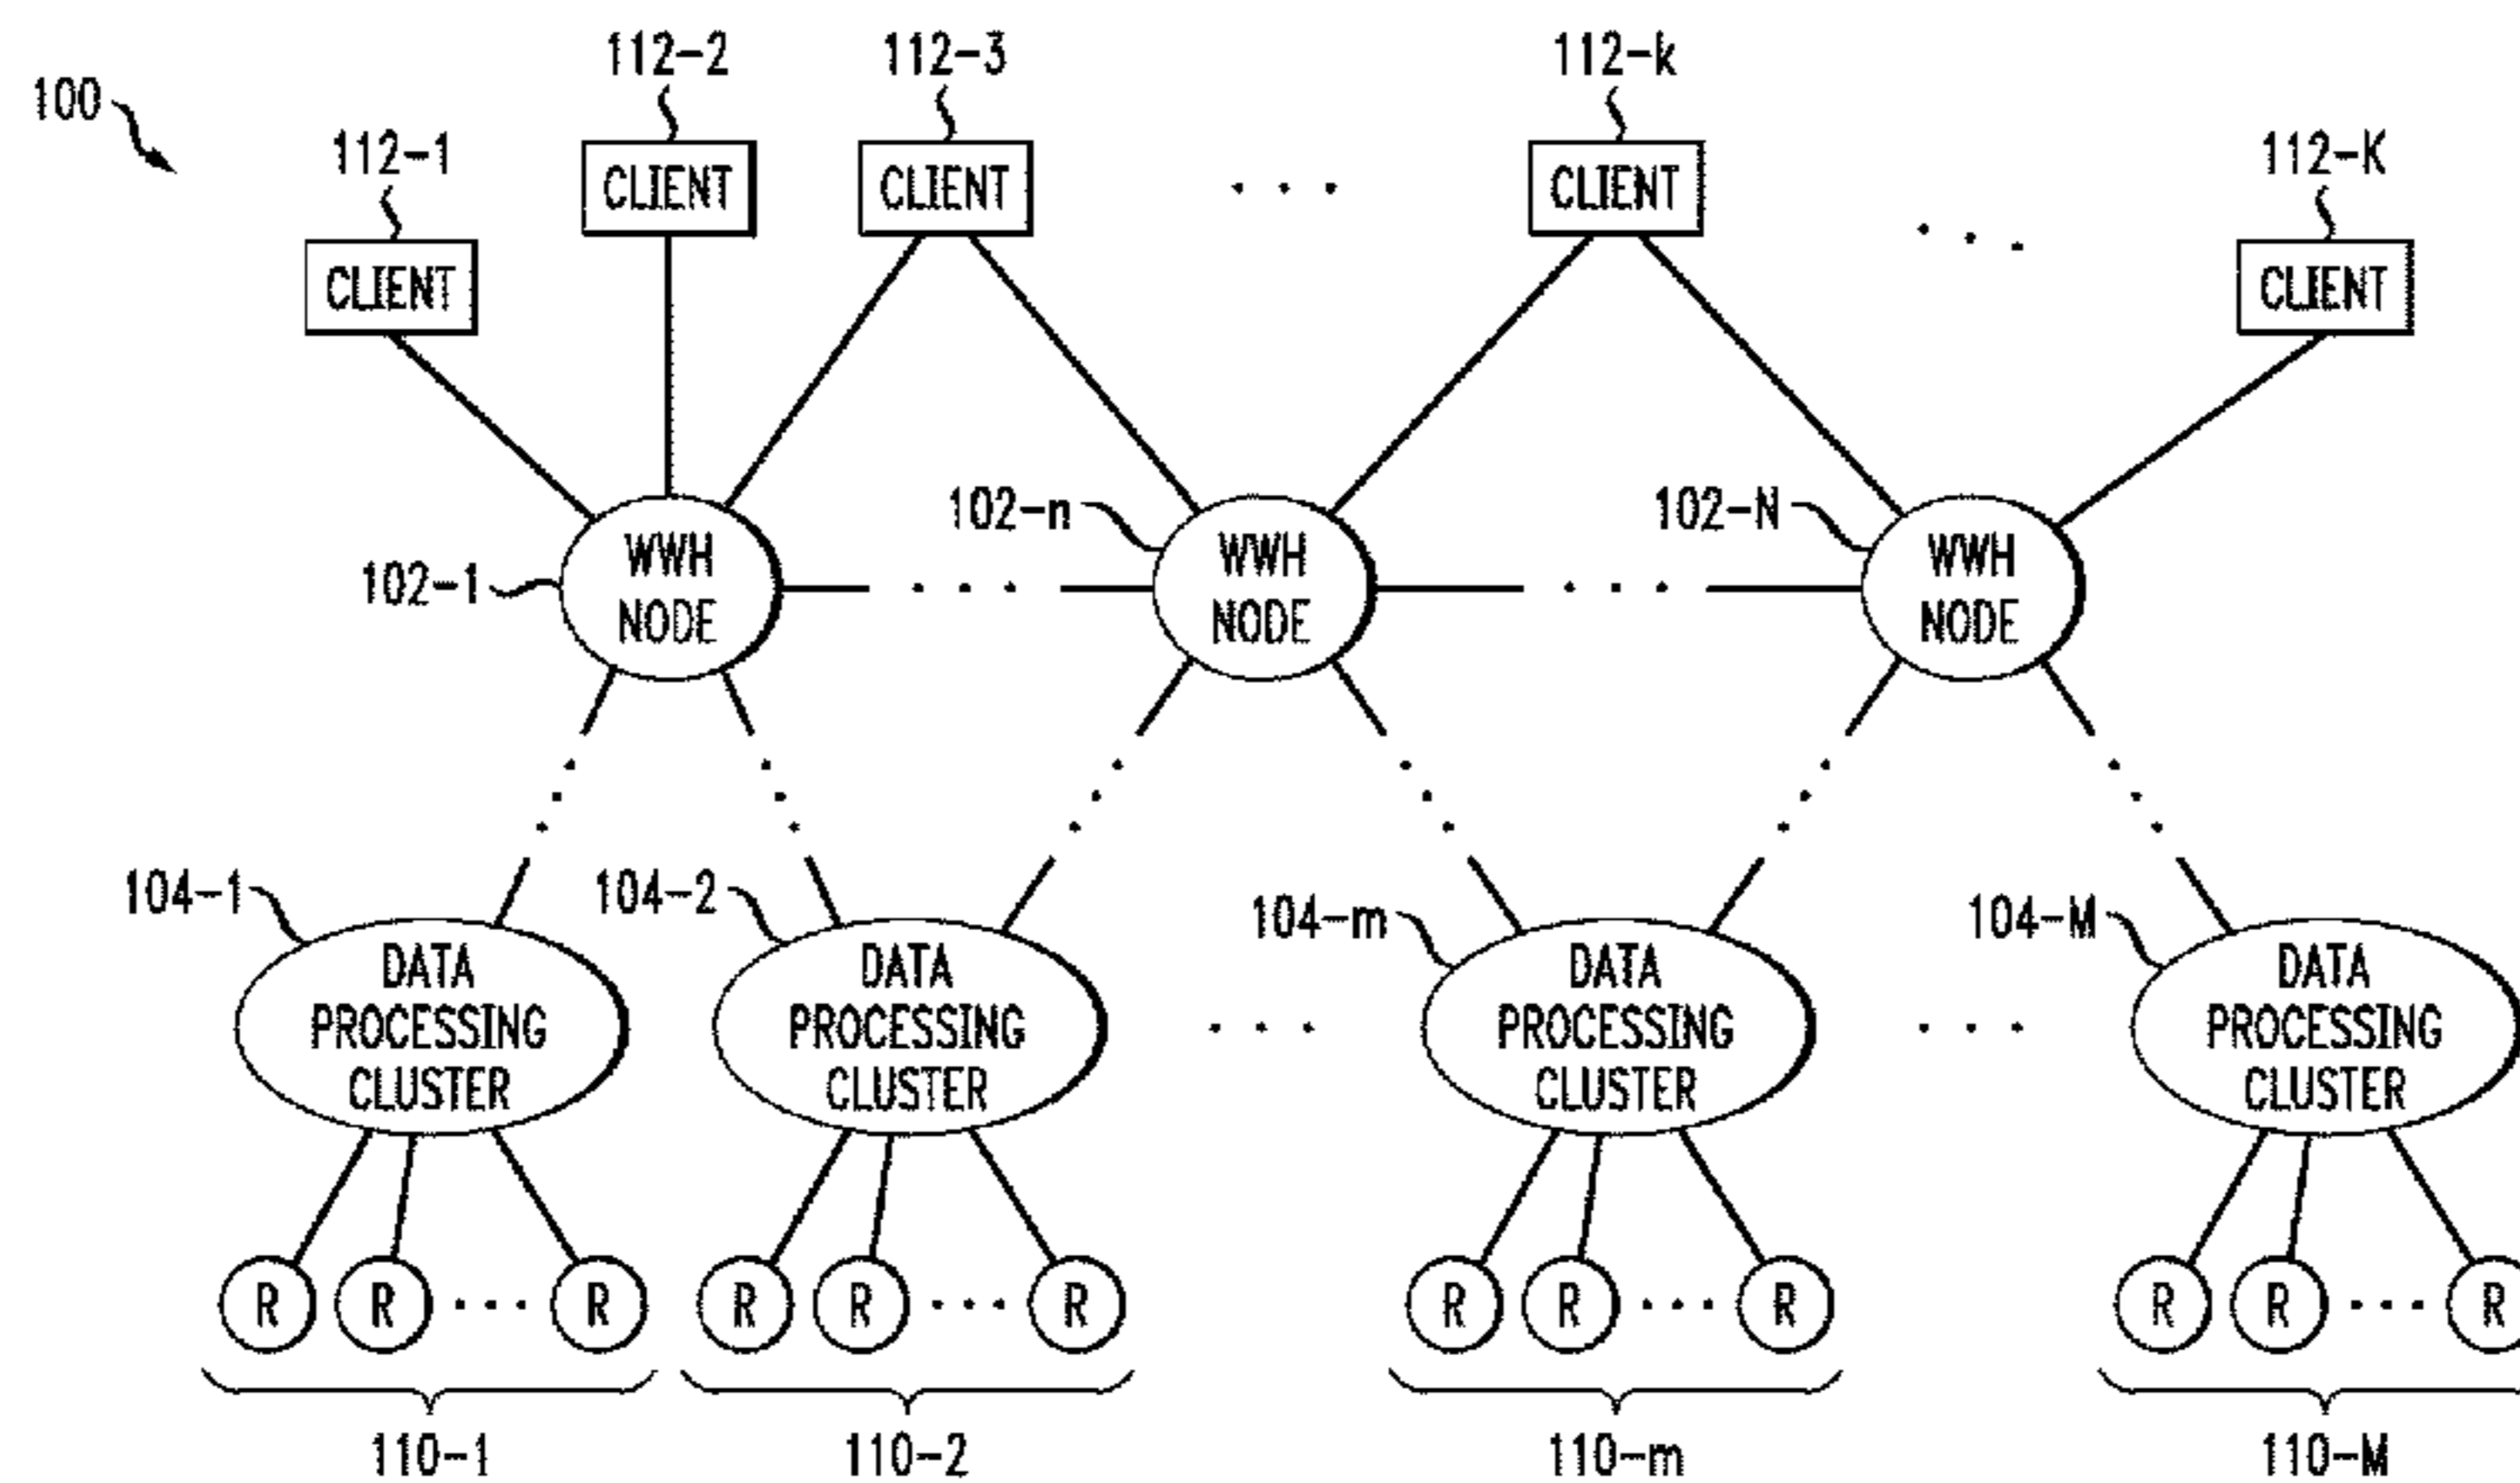 100
112-1
112-2
112-3
112-k
112-K
CLIENT
CLIENT
CLIENT
CLIENT
CLIENT
102-1
102-n
102-N
WWH
NODE
WWH
NODE
WWH
NODE
104-1
104-2
104-m
104-M
DATA
PROCESSING
CLUSTER
DATA
PROCESSING
CLUSTER
DATA
PROCESSING
CLUSTER
DATA
PROCESSING
CLUSTER
R R ... R
R R ... R
R R ... R
R R ... R
110-1
110-2
110-m
110-M